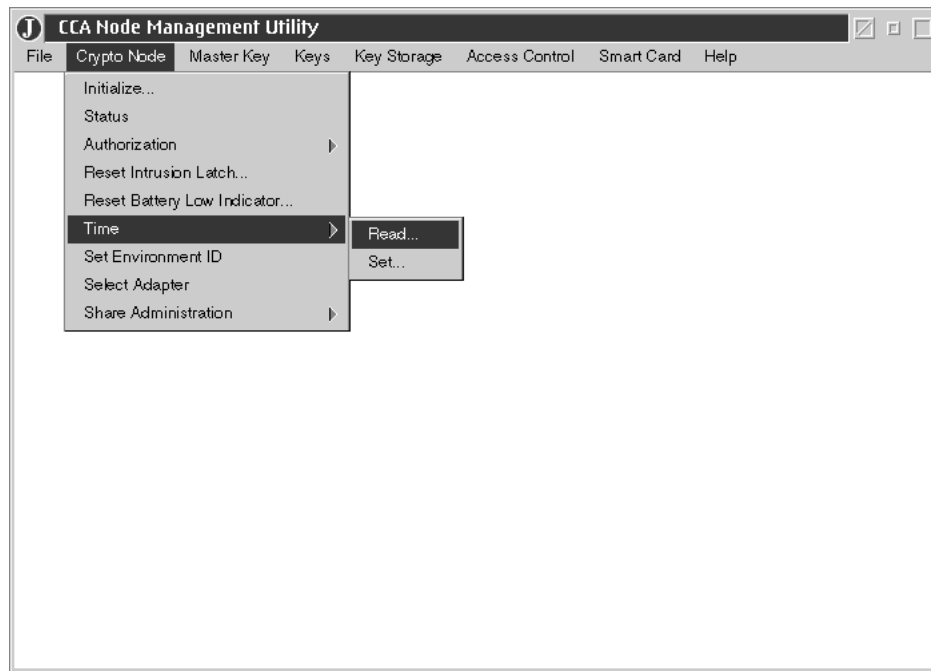 J CCA Node Management Utility
File Crypto Node Master Key Keys Key Storage Access Control Smart Card Help
Initialize...
Status
Authorization
Reset Intrusion Latch...
Reset Battery Low Indicator...
Time
Read...
Set Environment ID
Set...
Select Adapter
Share Administration